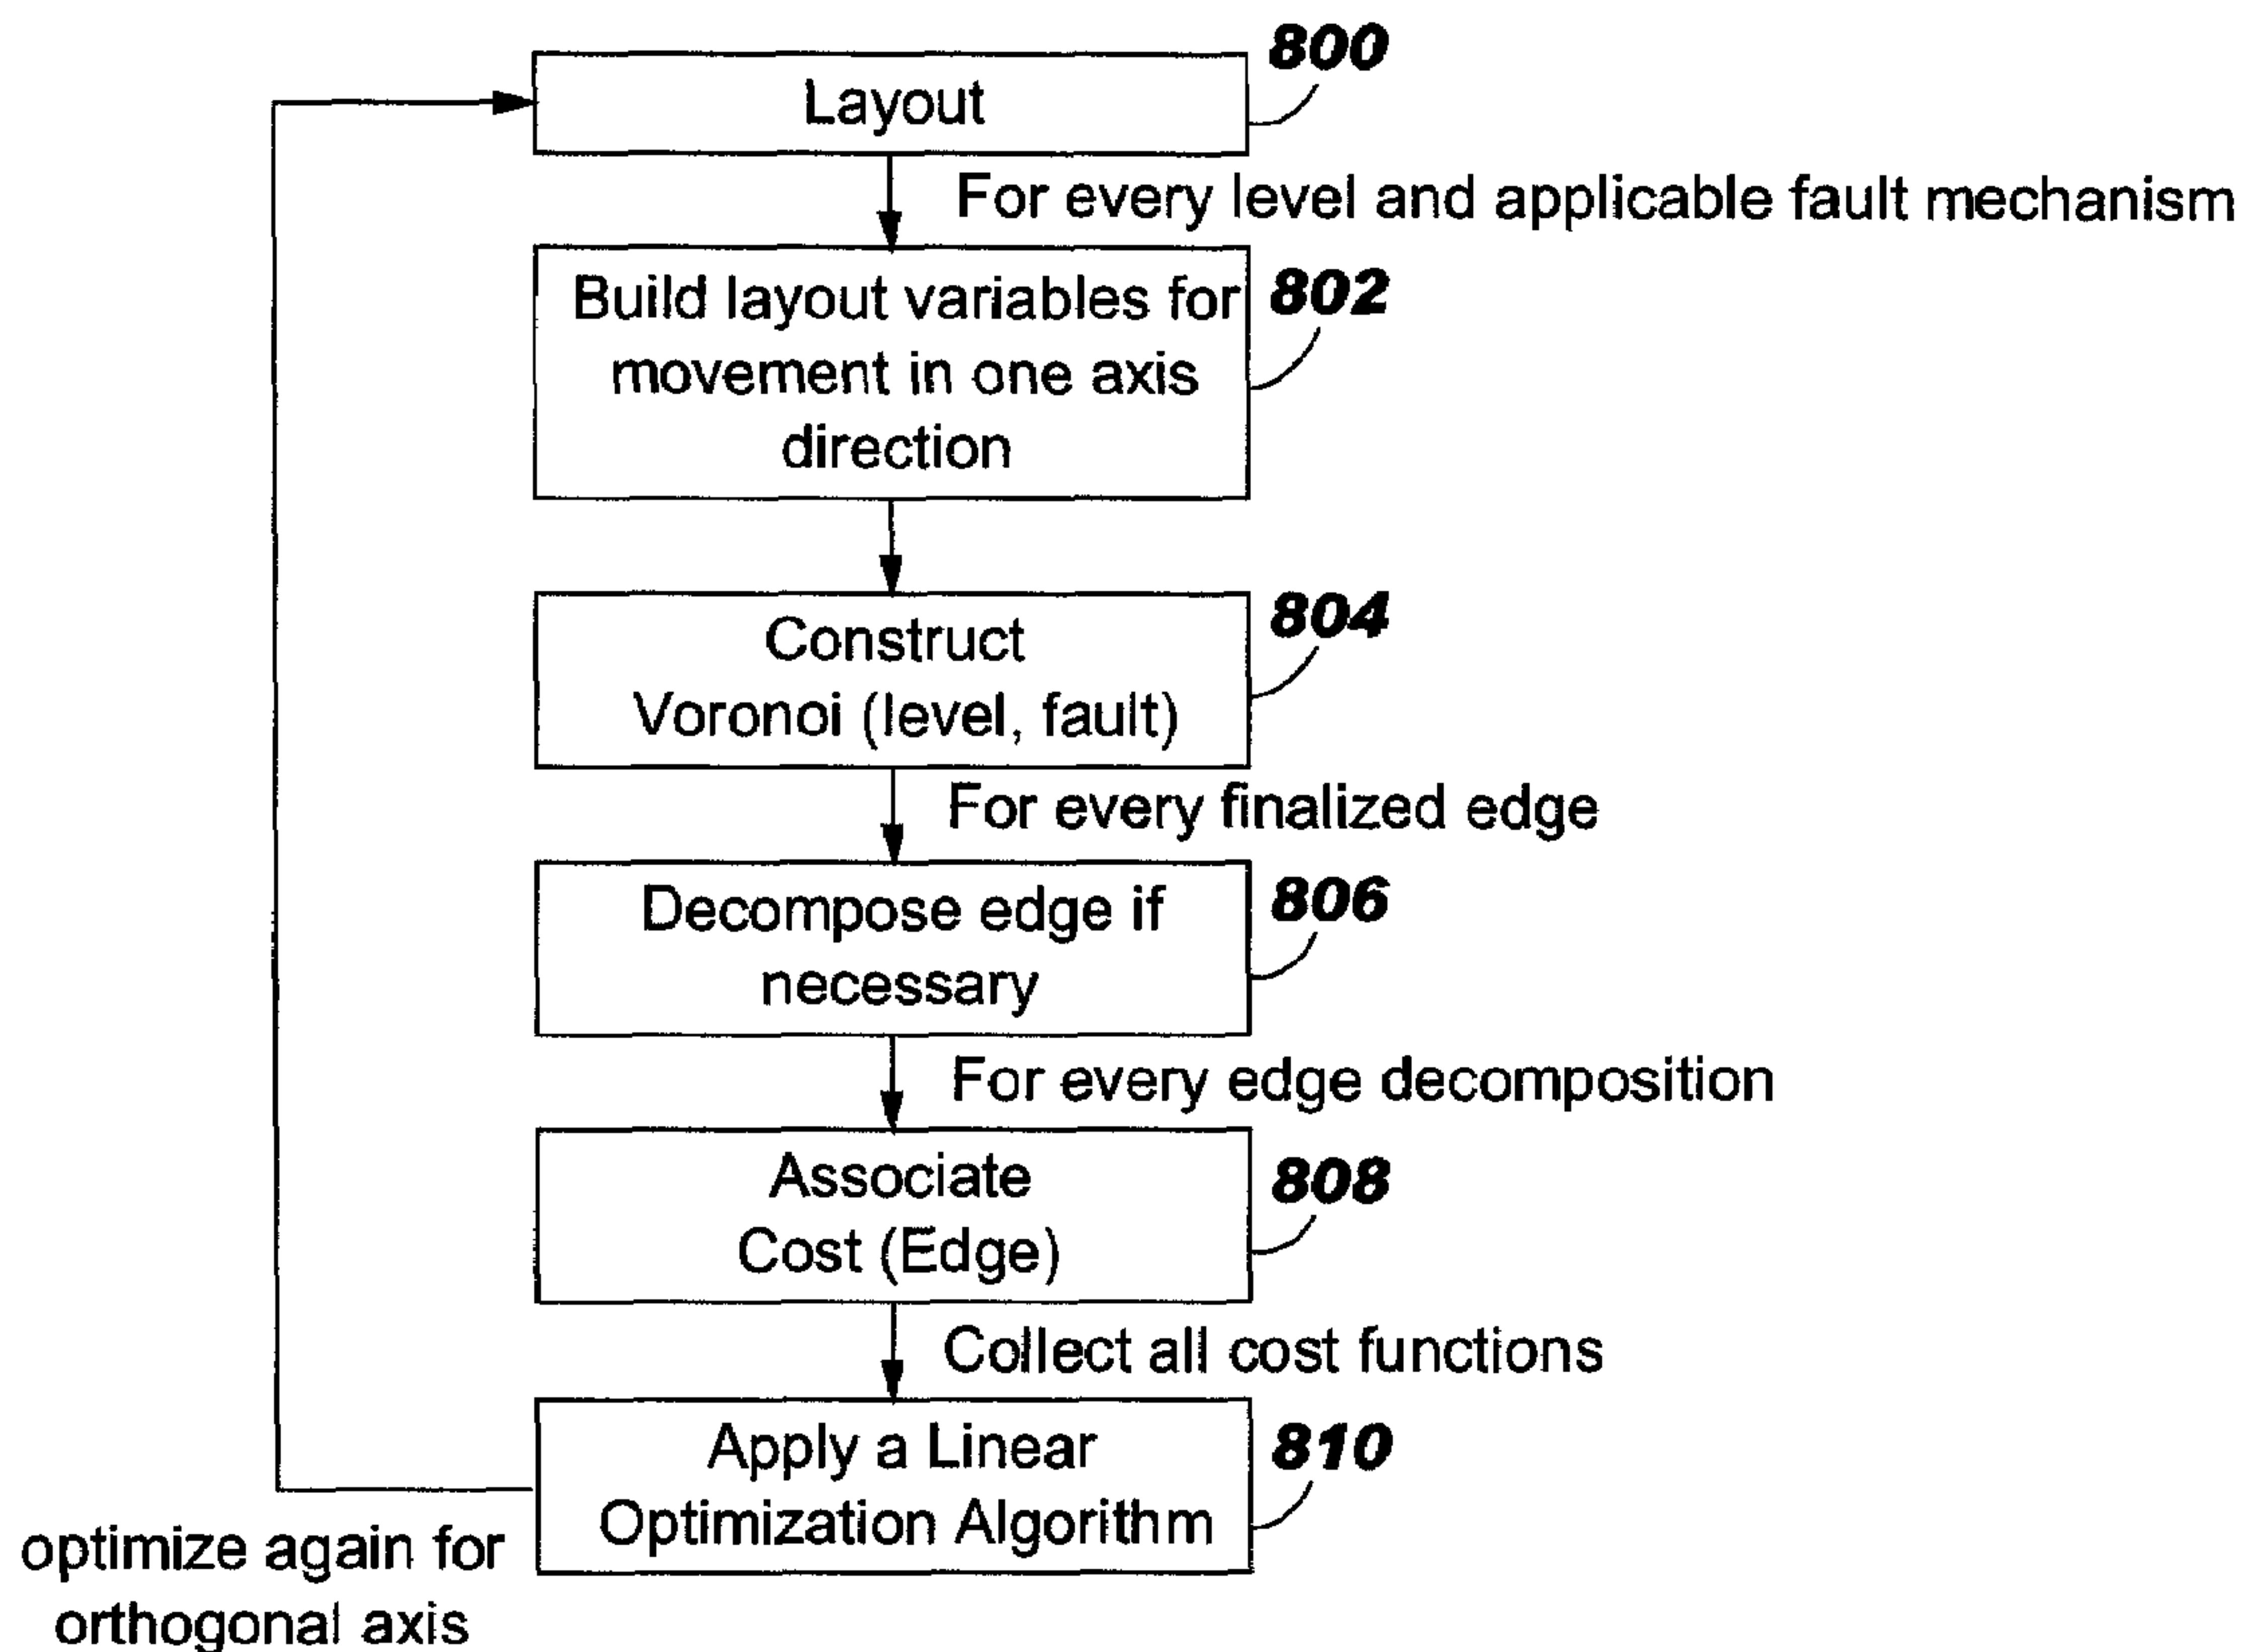 800
Layout
For every level and applicable fault mechanism
Build layout variables for
movement in one axis
direction
802
Construct
Voronoi (level, fault)
804
For every finalized edge
Decompose edge if
necessary
806
For every edge decomposition
Associate
Cost (Edge)
808
Collect all cost functions
Apply a Linear
Optimization Algorithm
810
optimize again for
orthogonal axis